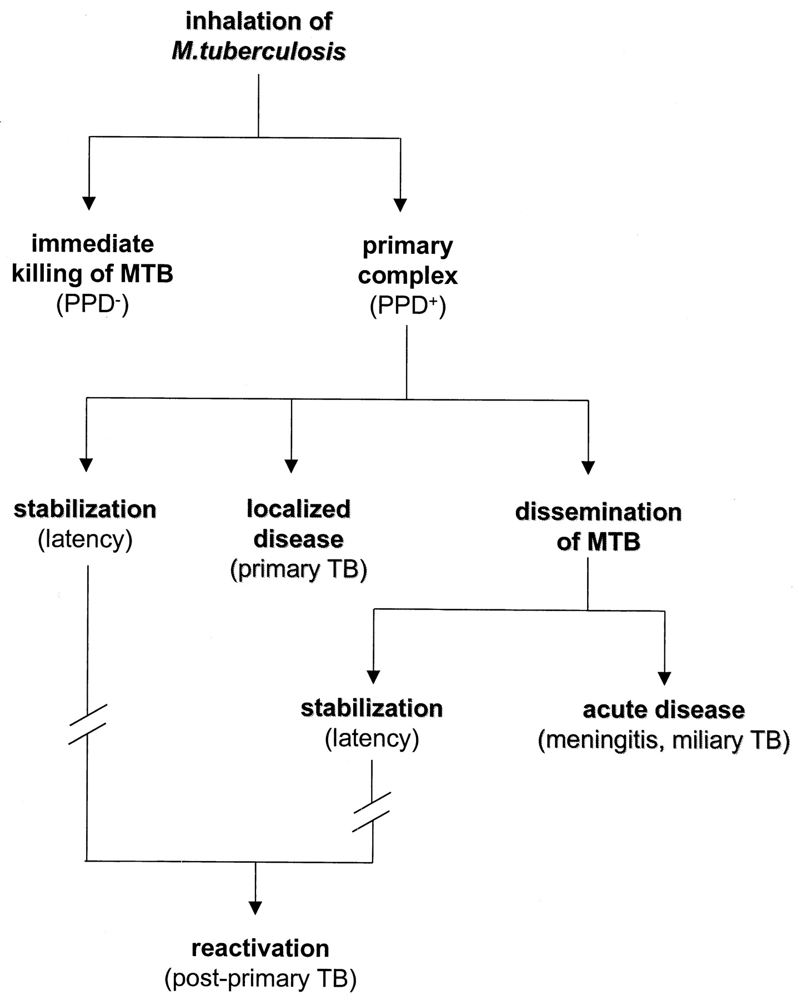 inhalation of
M.tuberculosis
immediate
killing of MTB
(PPD-)
primary
complex
(PPD+)
stabilization
(latency)
localized
disease
(primary TB)
dissemination
of MTB
stabilization
(latency)
acute disease
(meningitis, miliary TB)
reactivation
(post-primary TB)